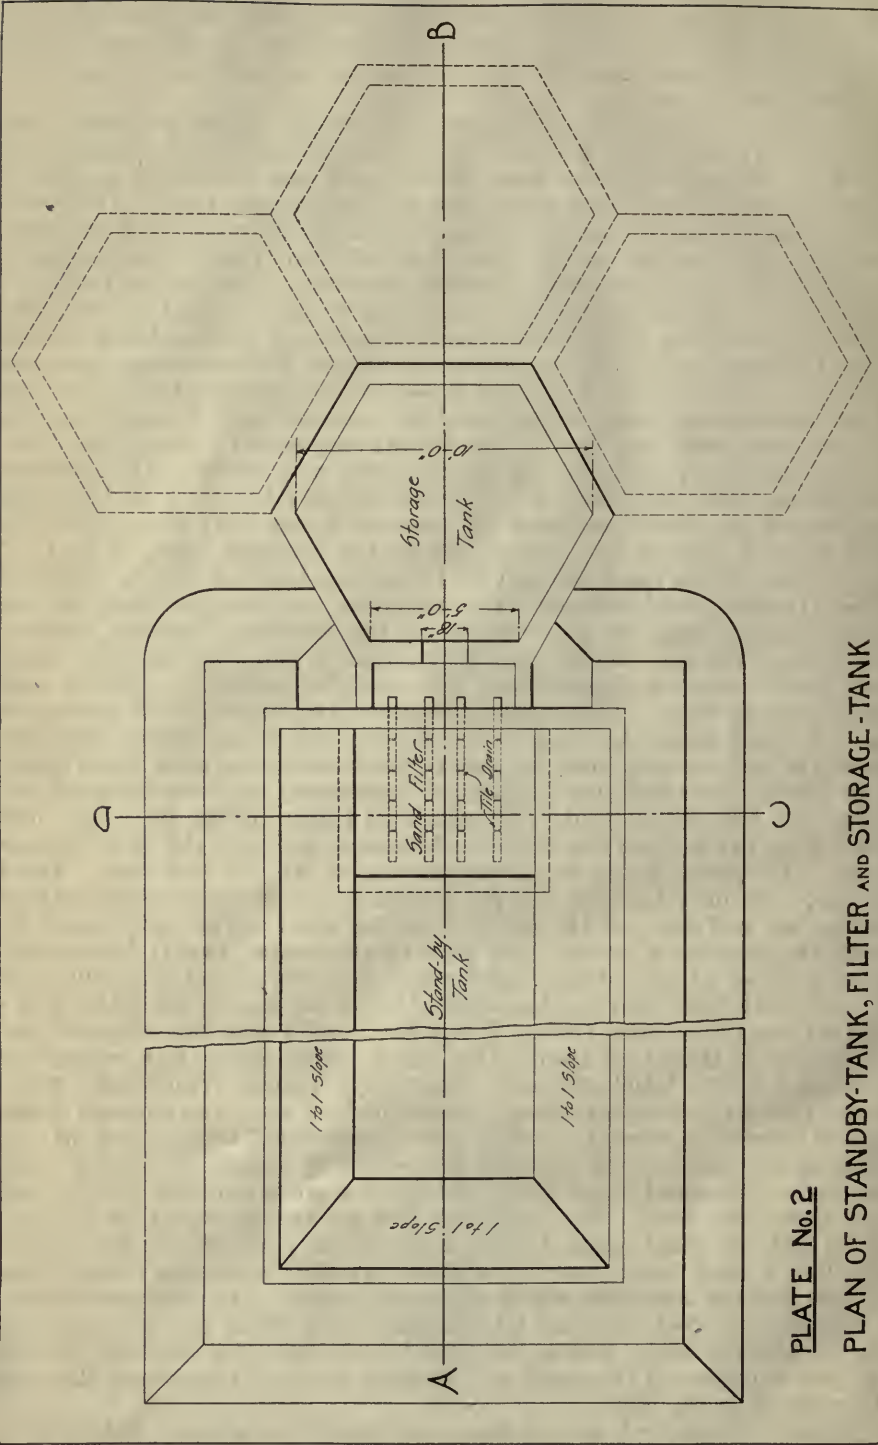 B
10'-0"
Storage
Tank
5'-0"
18"
D
Sand Filter
Tile Drain
C
Stand-by
Tank
1 to 1 Slope
1 to 1 Slope
1 to 1 Slope
A
PLATE No. 2
PLAN OF STANDBY-TANK, FILTER AND STORAGE-TANK